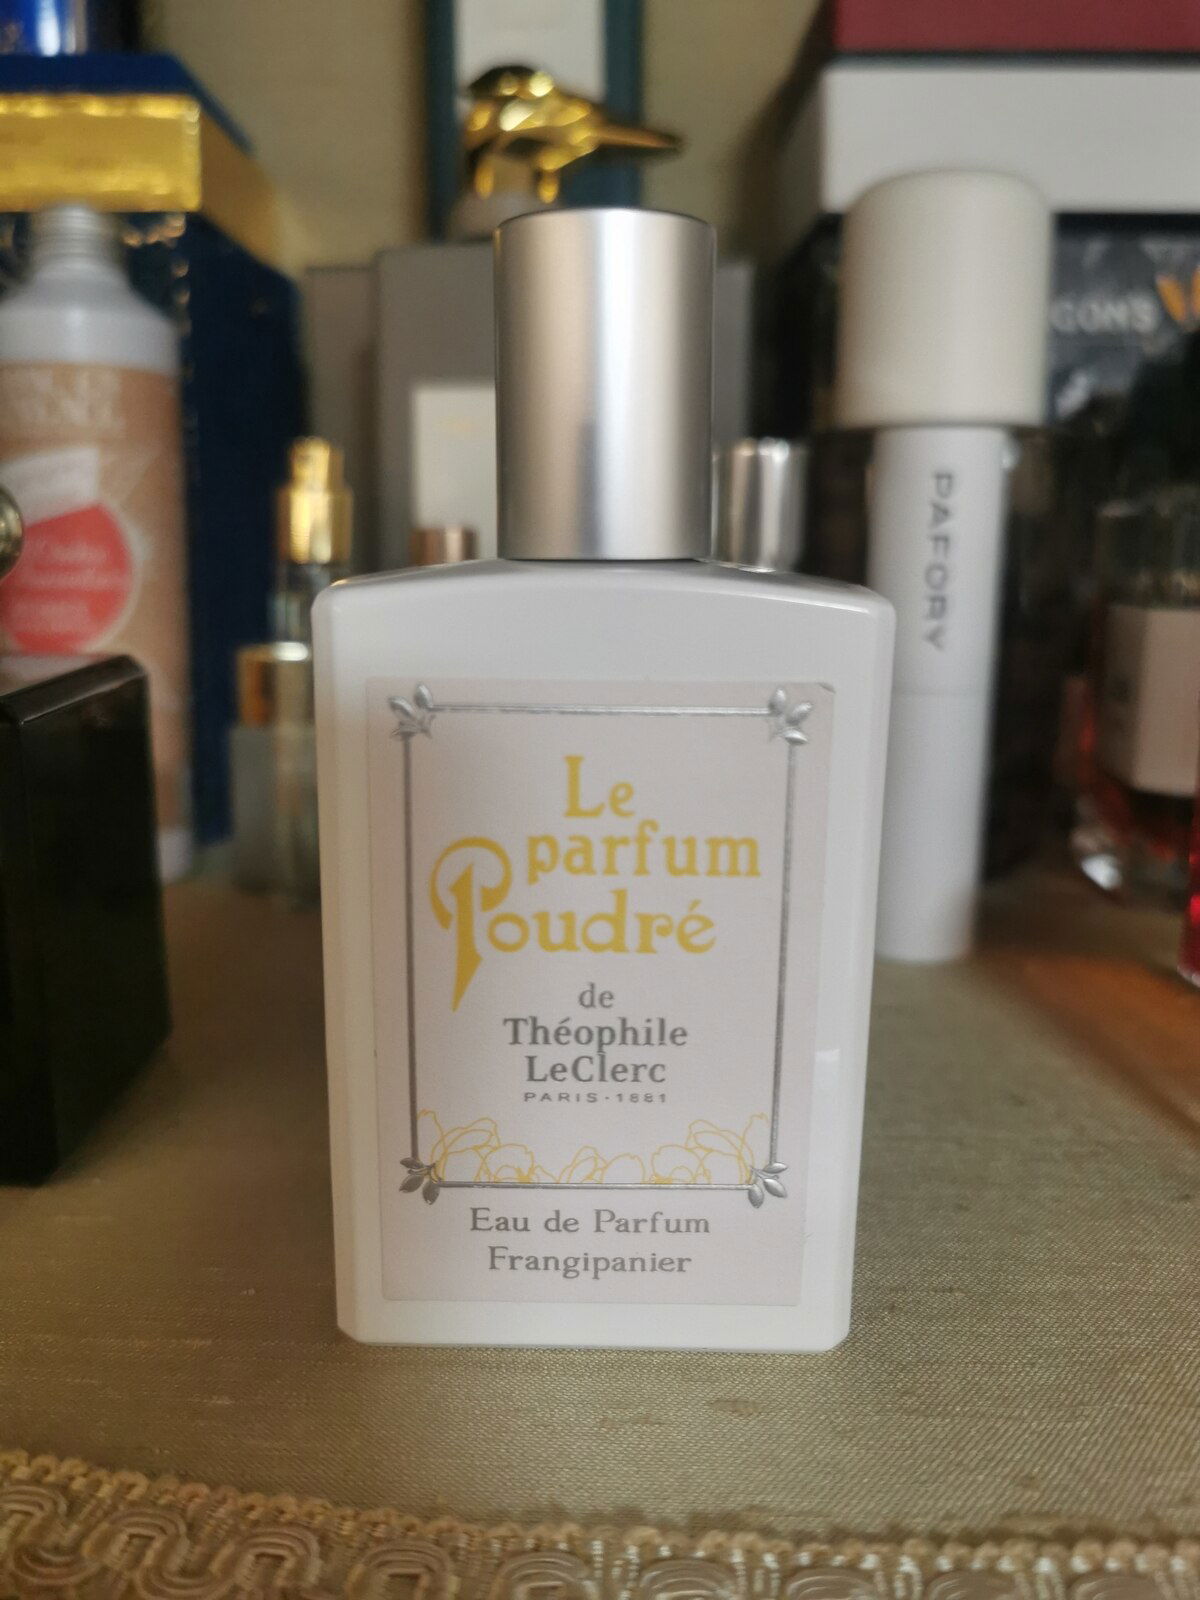 Le
parfum
Poudré
de
Théophile
LeClerc
PARIS·1881
Eau de Parfum
Frangipanier
PAFORY